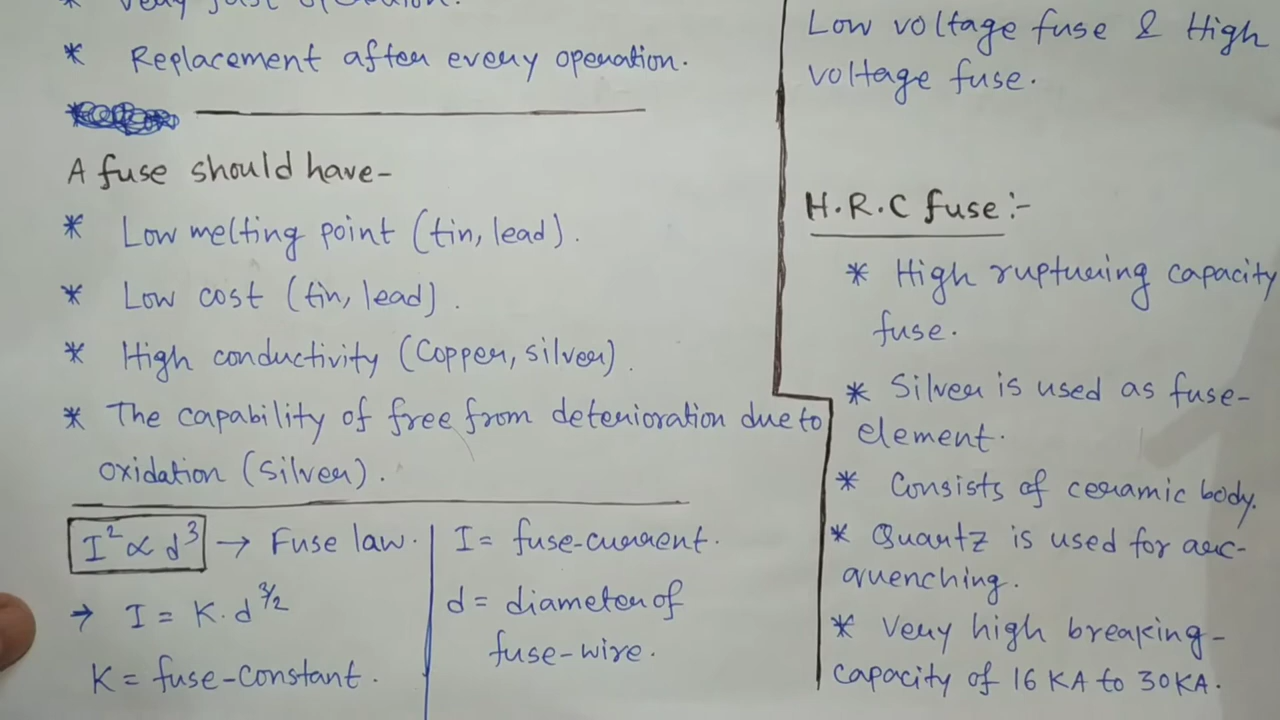 * Very fast operation.
* Replacement after every operation.
A fuse should have-
* Low melting point (tin, lead).
* Low cost (tin, lead).
* High conductivity (Copper, silver).
* The capability of free from deterioration due to
oxidation (Silver).
I² ∝ d³ → Fuse law.
→ I = K.d^3/2
K = fuse-constant.
I = fuse-current.
d = diameter of
fuse-wire.
Low voltage fuse & High
voltage fuse.
H.R.C fuse:-
* High rupturing capacity
fuse.
* Silver is used as fuse-
element.
* Consists of ceramic body.
* Quartz is used for arc-
quenching.
* Very high breaking-
capacity of 16 KA to 30KA.